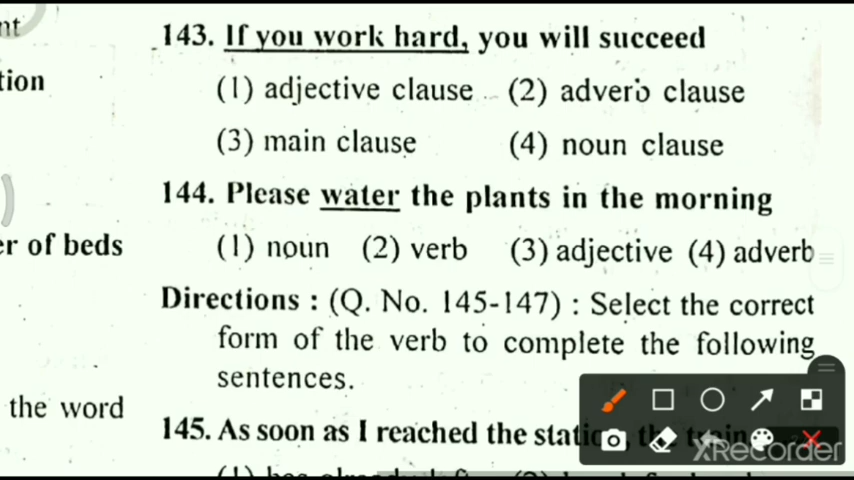 nt
tion
er of beds
the word
143. If you work hard, you will succeed
(1) adjective clause (2) adverb clause
(3) main clause (4) noun clause
144. Please water the plants in the morning
(1) noun (2) verb (3) adjective (4) adverb
Directions : (Q. No. 145-147) : Select the correct
form of the verb to complete the following
sentences.
145. As soon as I reached the station, the train
XRecorder